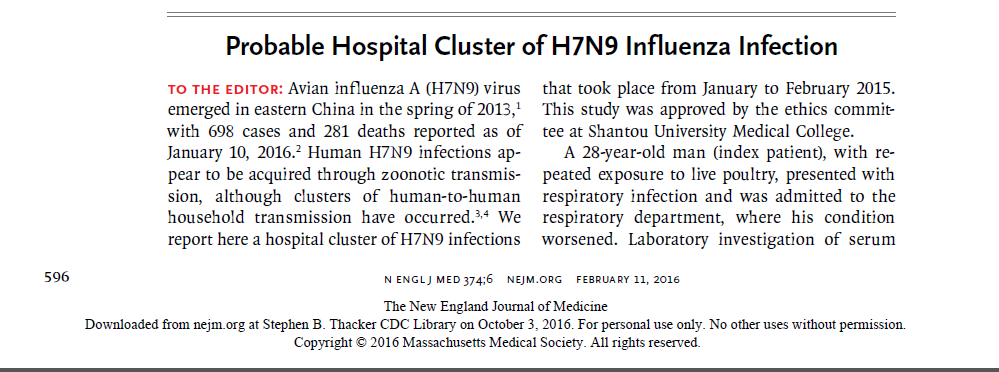 Probable Hospital Cluster of H7N9 Influenza Infection
TO THE EDITOR: Avian influenza A (H7N9) virus
emerged in eastern China in the spring of 2013,1
with 698 cases and 281 deaths reported as of
January 10, 2016.2 Human H7N9 infections ap-
pear to be acquired through zoonotic transmis-
sion, although clusters of human-to-human
household transmission have occurred.3,4 We
report here a hospital cluster of H7N9 infections
that took place from January to February 2015.
This study was approved by the ethics commit-
tee at Shantou University Medical College.
A 28-year-old man (index patient), with re-
peated exposure to live poultry, presented with
respiratory infection and was admitted to the
respiratory department, where his condition
worsened. Laboratory investigation of serum
596
N ENGL J MED 374;6 NEJM.ORG FEBRUARY 11, 2016
The New England Journal of Medicine
Downloaded from nejm.org at Stephen B. Thacker CDC Library on October 3, 2016. For personal use only. No other uses without permission.
Copyright © 2016 Massachusetts Medical Society. All rights reserved.